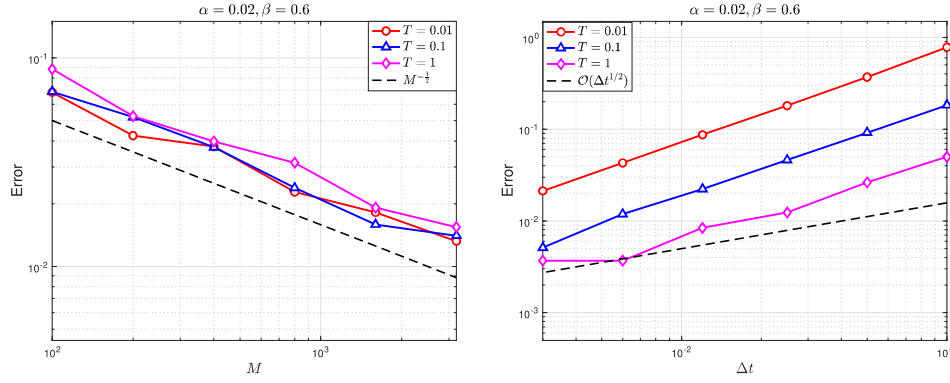 α = 0.02, β = 0.6
T = 0.01
T = 0.1
T = 1
M^{-1/2}
10^{-1}
10^{-2}
Error
10^2
10^3
M
α = 0.02, β = 0.6
T = 0.01
T = 0.1
T = 1
O(Δt^{1/2})
10^0
10^{-1}
10^{-2}
10^{-3}
Error
10^{-2}
10^{-1}
Δt